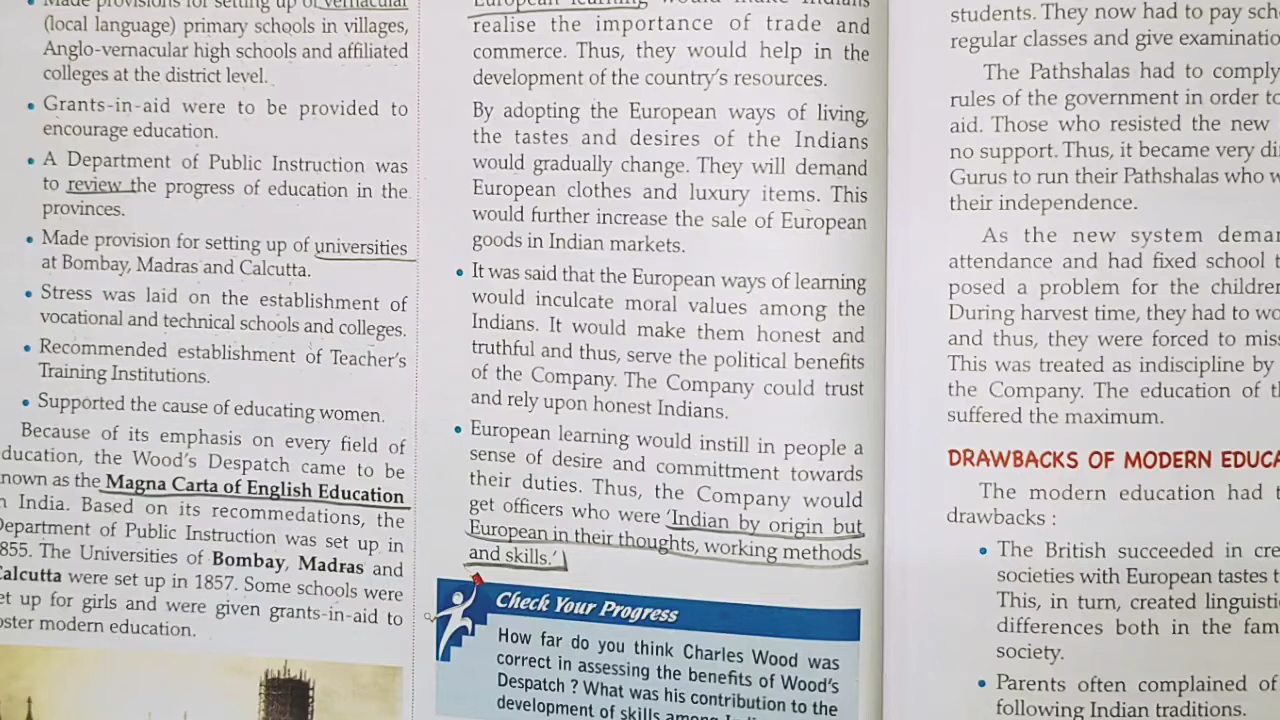 Made provisions for setting up of vernacular
(local language) primary schools in villages,
Anglo-vernacular high schools and affiliated
colleges at the district level.
• Grants-in-aid were to be provided to
encourage education.
• A Department of Public Instruction was
to review the progress of education in the
provinces.
• Made provision for setting up of universities
at Bombay, Madras and Calcutta.
• Stress was laid on the establishment of
vocational and technical schools and colleges.
• Recommended establishment of Teacher's
Training Institutions.
• Supported the cause of educating women.
Because of its emphasis on every field of
ducation, the Wood's Despatch came to be
nown as the Magna Carta of English Education
n India. Based on its recommedations, the
Department of Public Instruction was set up in
855. The Universities of Bombay, Madras and
Calcutta were set up in 1857. Some schools were
et up for girls and were given grants-in-aid to
oster modern education.
European learning would make Indians
realise the importance of trade and
commerce. Thus, they would help in the
development of the country's resources.
By adopting the European ways of living,
the tastes and desires of the Indians
would gradually change. They will demand
European clothes and luxury items. This
would further increase the sale of European
goods in Indian markets.
• It was said that the European ways of learning
would inculcate moral values among the
Indians. It would make them honest and
truthful and thus, serve the political benefits
of the Company. The Company could trust
and rely upon honest Indians.
• European learning would instill in people a
sense of desire and committment towards
their duties. Thus, the Company would
get officers who were 'Indian by origin but
European in their thoughts, working methods
and skills.'
Check Your Progress
How far do you think Charles Wood was
correct in assessing the benefits of Wood's
Despatch ? What was his contribution to the
development of skills among
students. They now had to pay
regular classes and give
The Pathshalas had to comply
rules of the government in order
aid. Those who resisted the new
no support. Thus, it became very
Gurus to run their Pathshalas who
their independence.
As the new system
attendance and had fixed school
posed a problem for the
During harvest time, they had to
and thus, they were forced to
This was treated as indiscipline by
the Company. The education of
suffered the maximum.
DRAWBACKS OF MODERN
The modern education had
drawbacks :
• The British succeeded in
societies with European tastes
This, in turn, created
differences both in the
society.
• Parents often complained of
following Indian traditions.